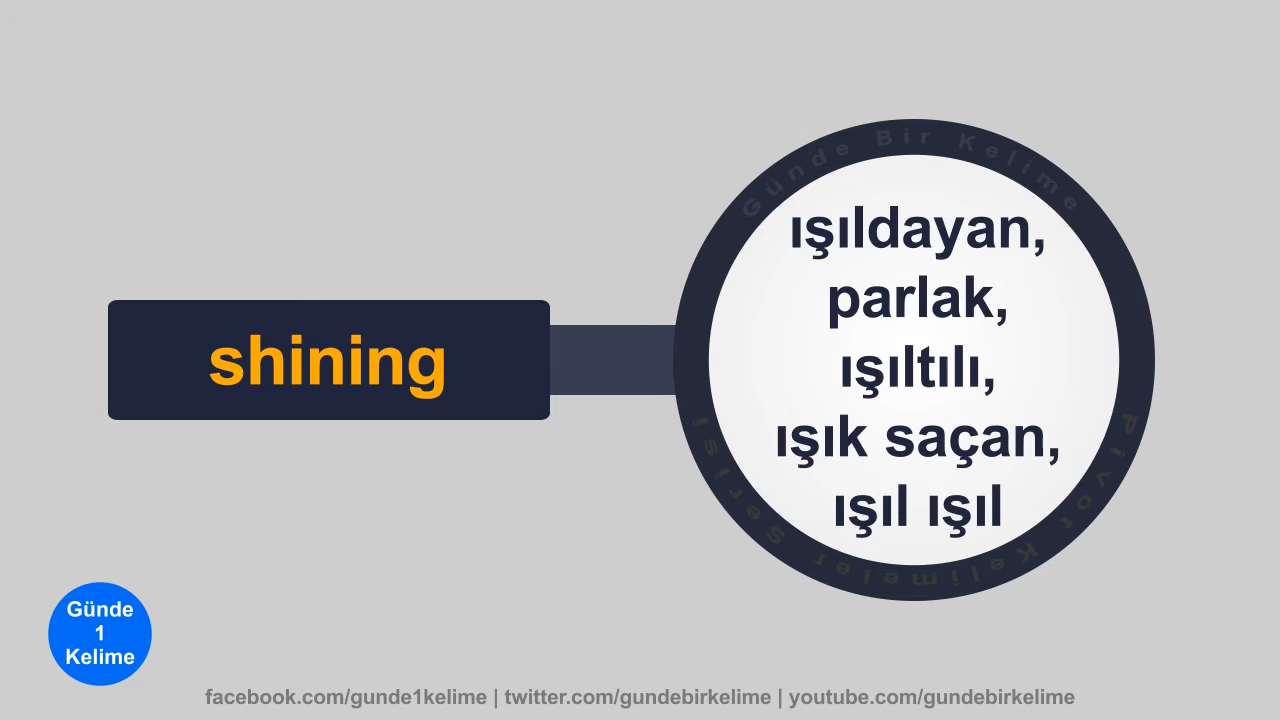 Günde Bir Kelime
shining
ışıldayan,
parlak,
ışıltılı,
ışık saçan,
ışıl ışıl
Pivot Kelimeler Serisi
Günde
1
Kelime
facebook.com/gunde1kelime | twitter.com/gundebirkelime | youtube.com/gundebirkelime